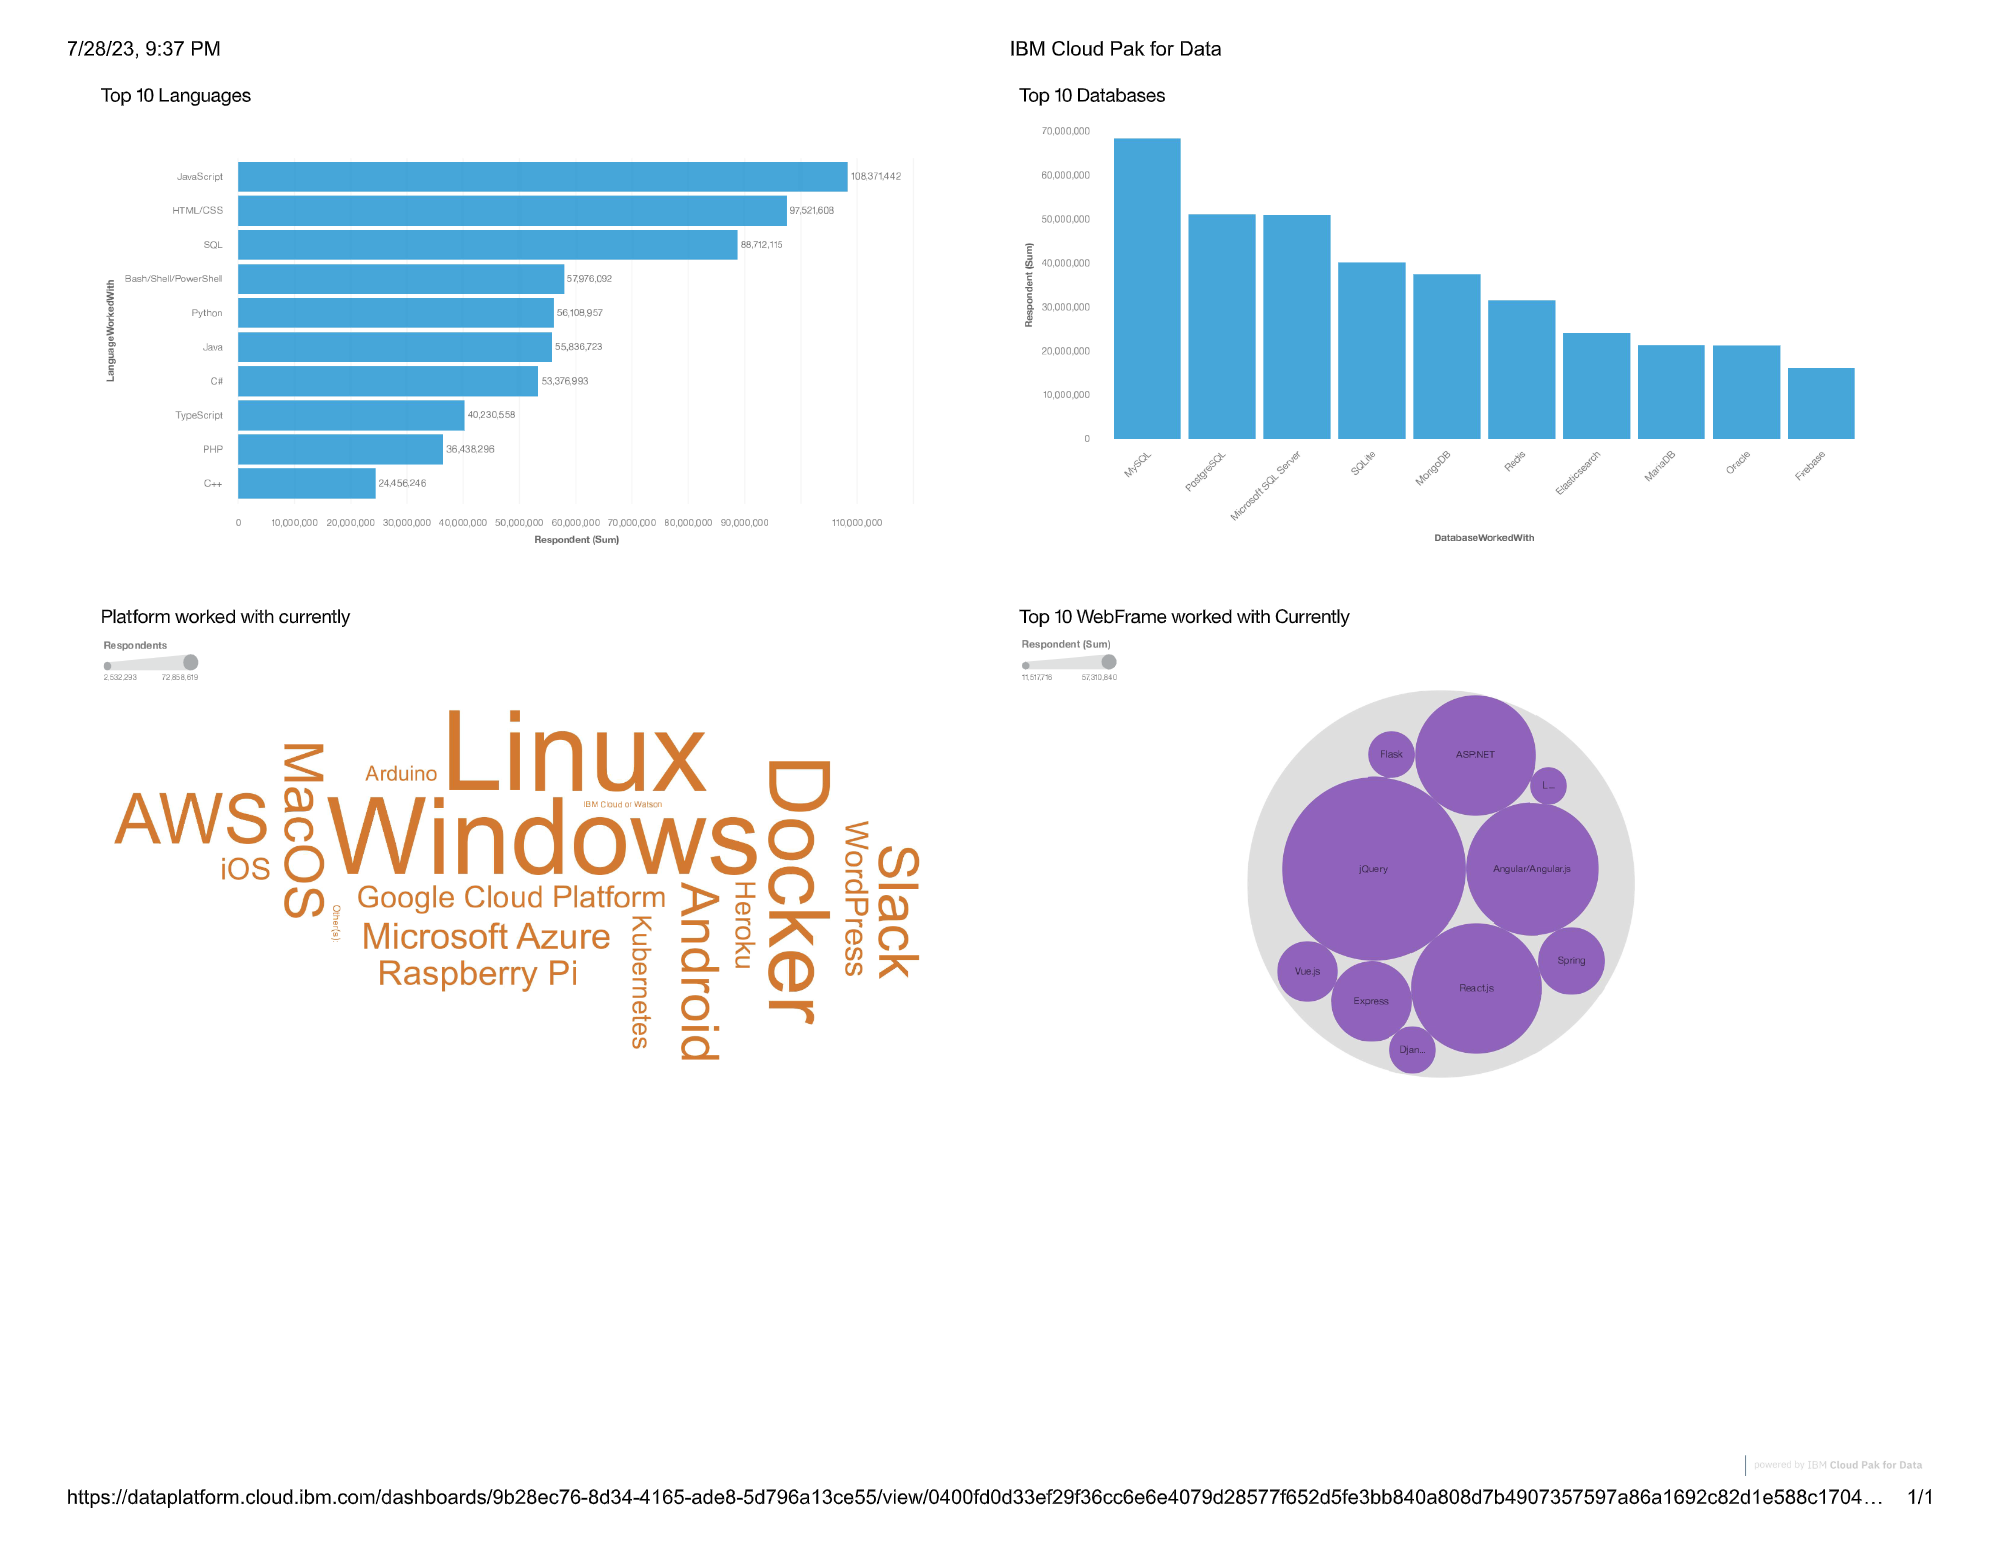 7/28/23, 9:37 PM
IBM Cloud Pak for Data
Top 10 Languages
LanguageWorkedWith
JavaScript
108,371,442
HTML/CSS
97,521,603
SQL
88,712,115
Bash/Shell/PowerShell
57,976,092
Python
56,108,957
Java
55,836,723
C#
53,376,993
TypeScript
40,230,558
PHP
36,438,296
C++
24,456,246
0 10,000,000 20,000,000 30,000,000 40,000,000 50,000,000 60,000,000 70,000,000 80,000,000 90,000,000 110,000,000
Respondent (Sum)
Top 10 Databases
Respondent (Sum)
70,000,000
60,000,000
50,000,000
40,000,000
30,000,000
20,000,000
10,000,000
0
MySQL
PostgreSQL
Microsoft SQL Server
SQLite
MongoDB
Redis
Elasticsearch
MariaDB
Oracle
Firebase
DatabaseWorkedWith
Platform worked with currently
Respondents
2,532,293 72,858,619
Linux
Arduino
MacOS
AWS
iOS
IBM Cloud or Watson
Windows
Docker
WordPress
Slack
Google Cloud Platform
Other(s)
Microsoft Azure
Raspberry Pi
Kubernetes
Android
Heroku
Top 10 WebFrame worked with Currently
Respondent (Sum)
11,517,716 57,310,840
Flask
ASP.NET
L...
jQuery
Angular/Angular.js
Vue.js
Express
React.js
Spring
Djan...
powered by IBM Cloud Pak for Data
https://dataplatform.cloud.ibm.com/dashboards/9b28ec76-8d34-4165-ade8-5d796a13ce55/view/0400fd0d33ef29f36cc6e6e4079d28577f652d5fe3bb840a808d7b4907357597a86a1692c82d1e588c1704… 1/1